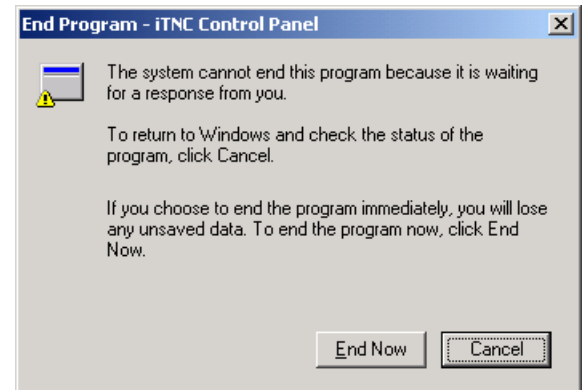 End Program - iTNC Control Panel
The system cannot end this program because it is waiting
for a response from you.
To return to Windows and check the status of the
program, click Cancel.
If you choose to end the program immediately, you will lose
any unsaved data. To end the program now, click End
Now.
End Now
Cancel